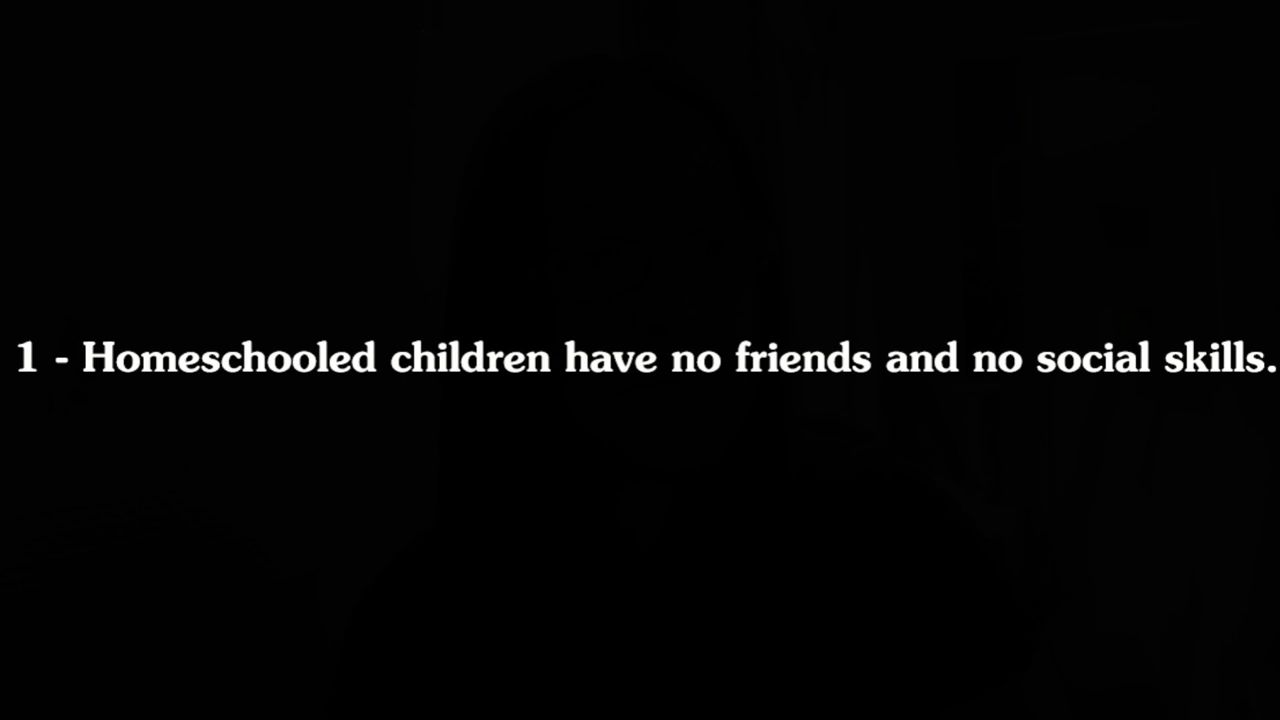 1 - Homeschooled children have no friends and no social skills.